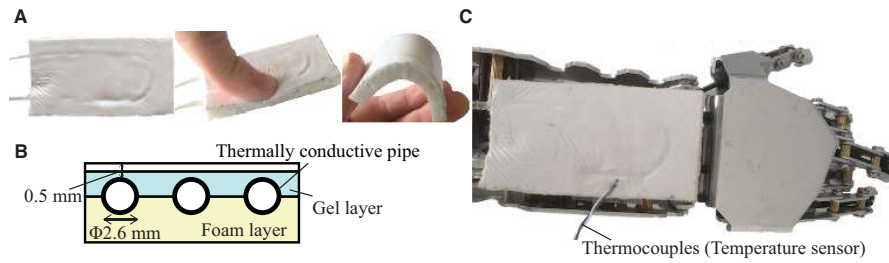 A
B
Thermally conductive pipe
0.5 mm
Gel layer
Φ2.6 mm
Foam layer
C
Thermocouples (Temperature sensor)